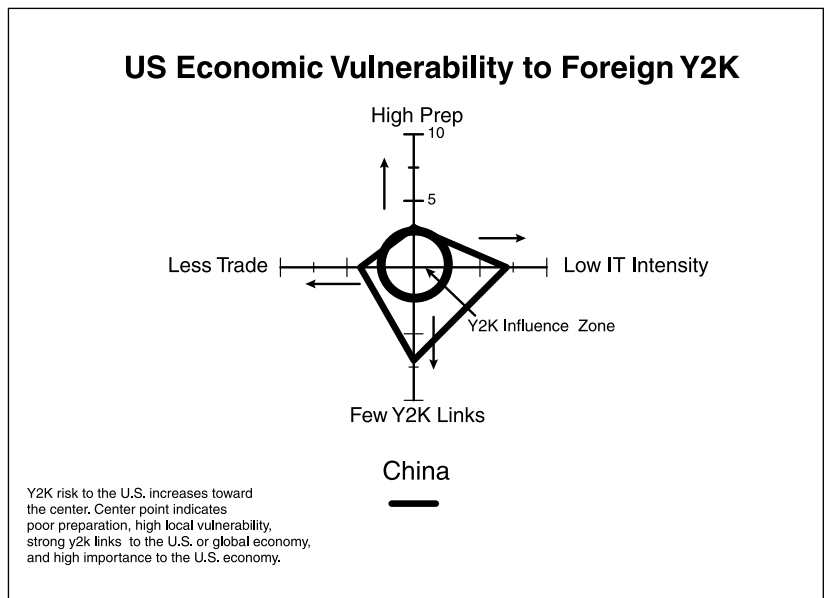 US Economic Vulnerability to Foreign Y2K
High Prep
10
5
Less Trade
Low IT Intensity
Y2K Influence Zone
Few Y2K Links
China
Y2K risk to the U.S. increases toward
the center. Center point indicates
poor preparation, high local vulnerability,
strong y2k links to the U.S. or global economy,
and high importance to the U.S. economy.